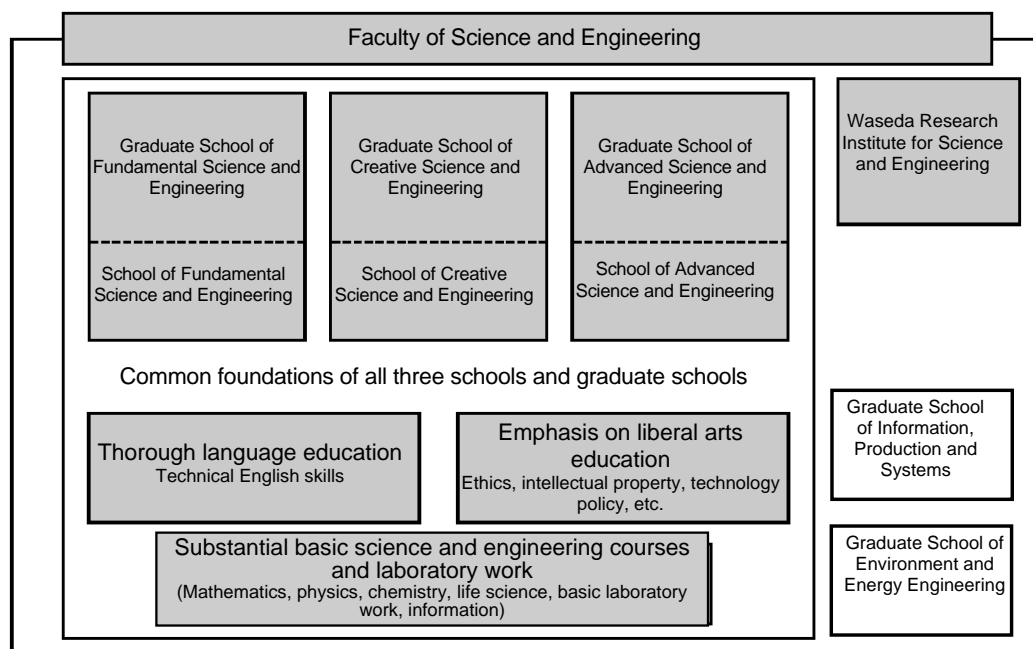 Faculty of Science and Engineering
Graduate School of
Fundamental Science and
Engineering
School of Fundamental
Science and Engineering
Graduate School of
Creative Science and
Engineering
School of Creative
Science and Engineering
Graduate School of
Advanced Science and
Engineering
School of Advanced
Science and Engineering
Waseda Research
Institute for Science
and Engineering
Common foundations of all three schools and graduate schools
Thorough language education
Technical English skills
Emphasis on liberal arts
education
Ethics, intellectual property, technology
policy, etc.
Substantial basic science and engineering courses
and laboratory work
(Mathematics, physics, chemistry, life science, basic laboratory
work, information)
Graduate School
of Information,
Production and
Systems
Graduate School of
Environment and
Energy Engineering